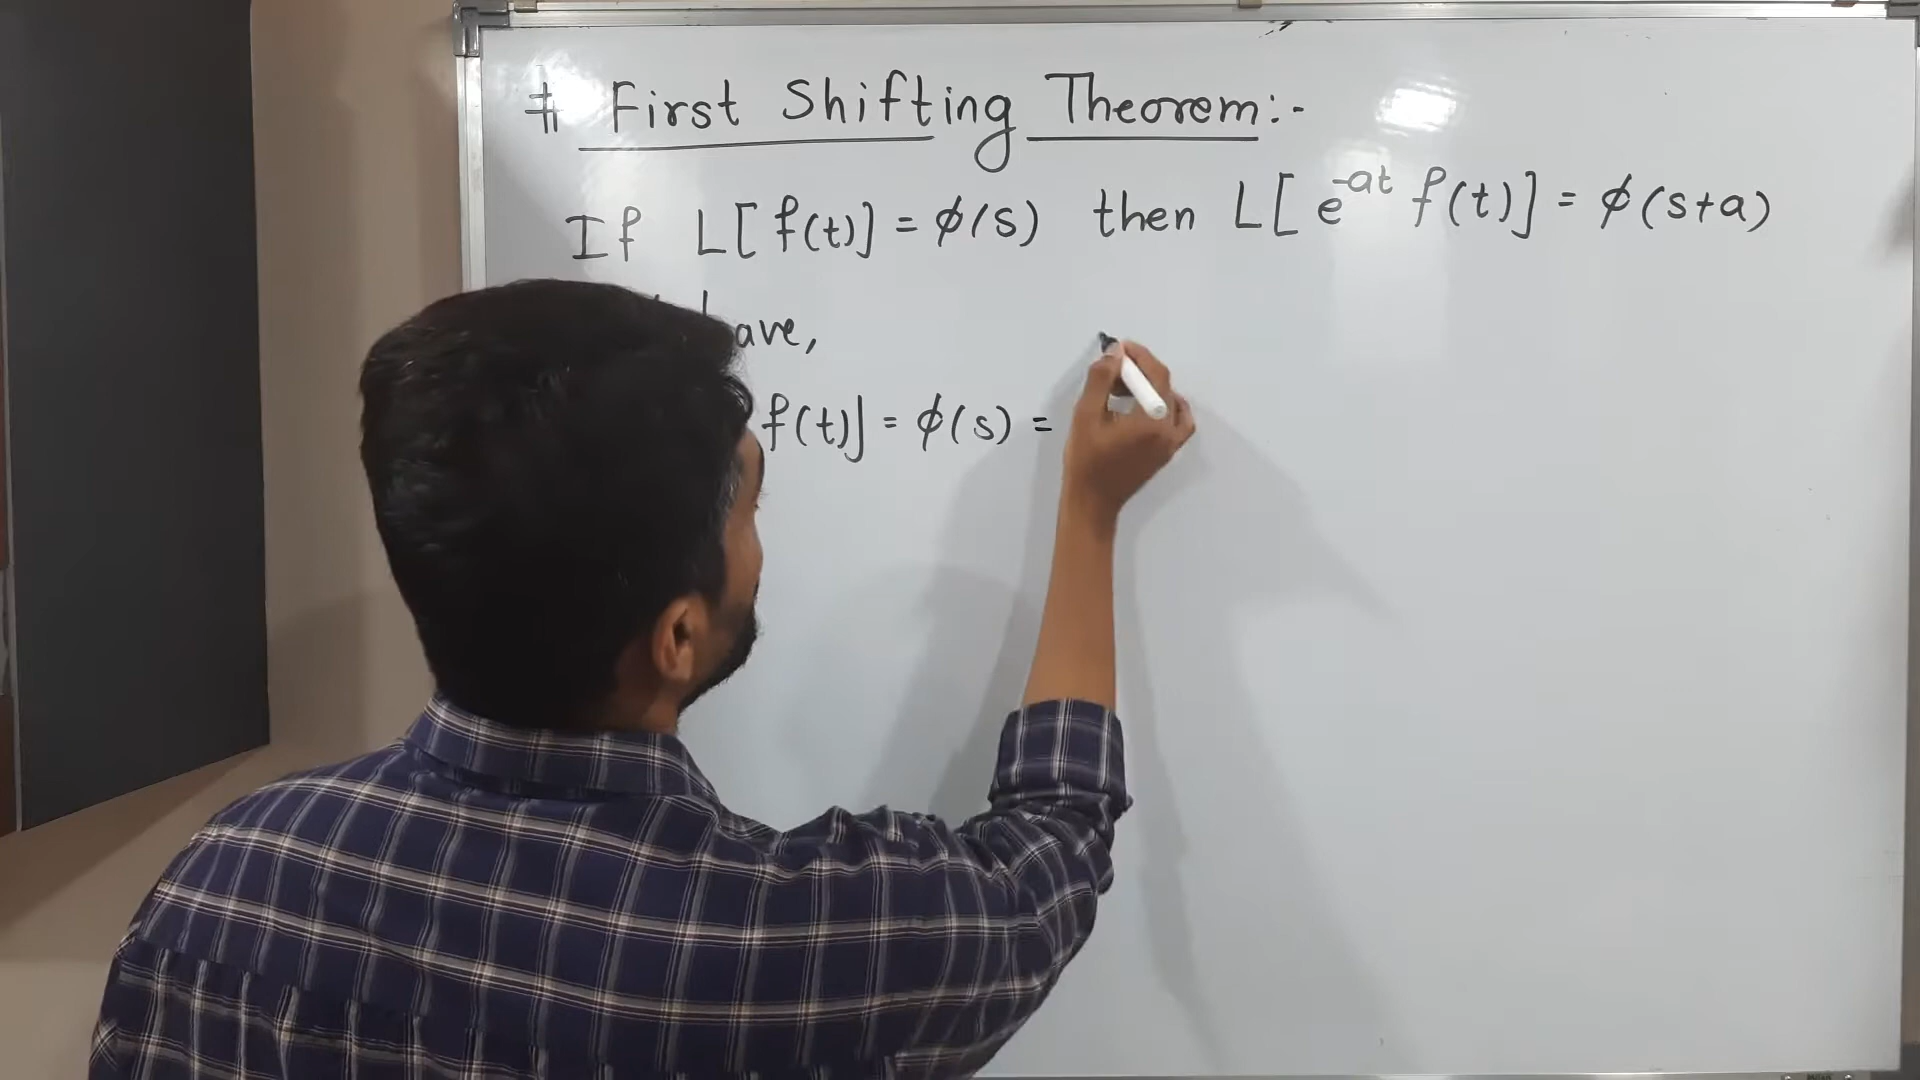 # First Shifting Theorem:-
If L[f(t)] = φ(s) then L[e^-at f(t)] = φ(s+a)
have,
f(t)] = φ(s) =